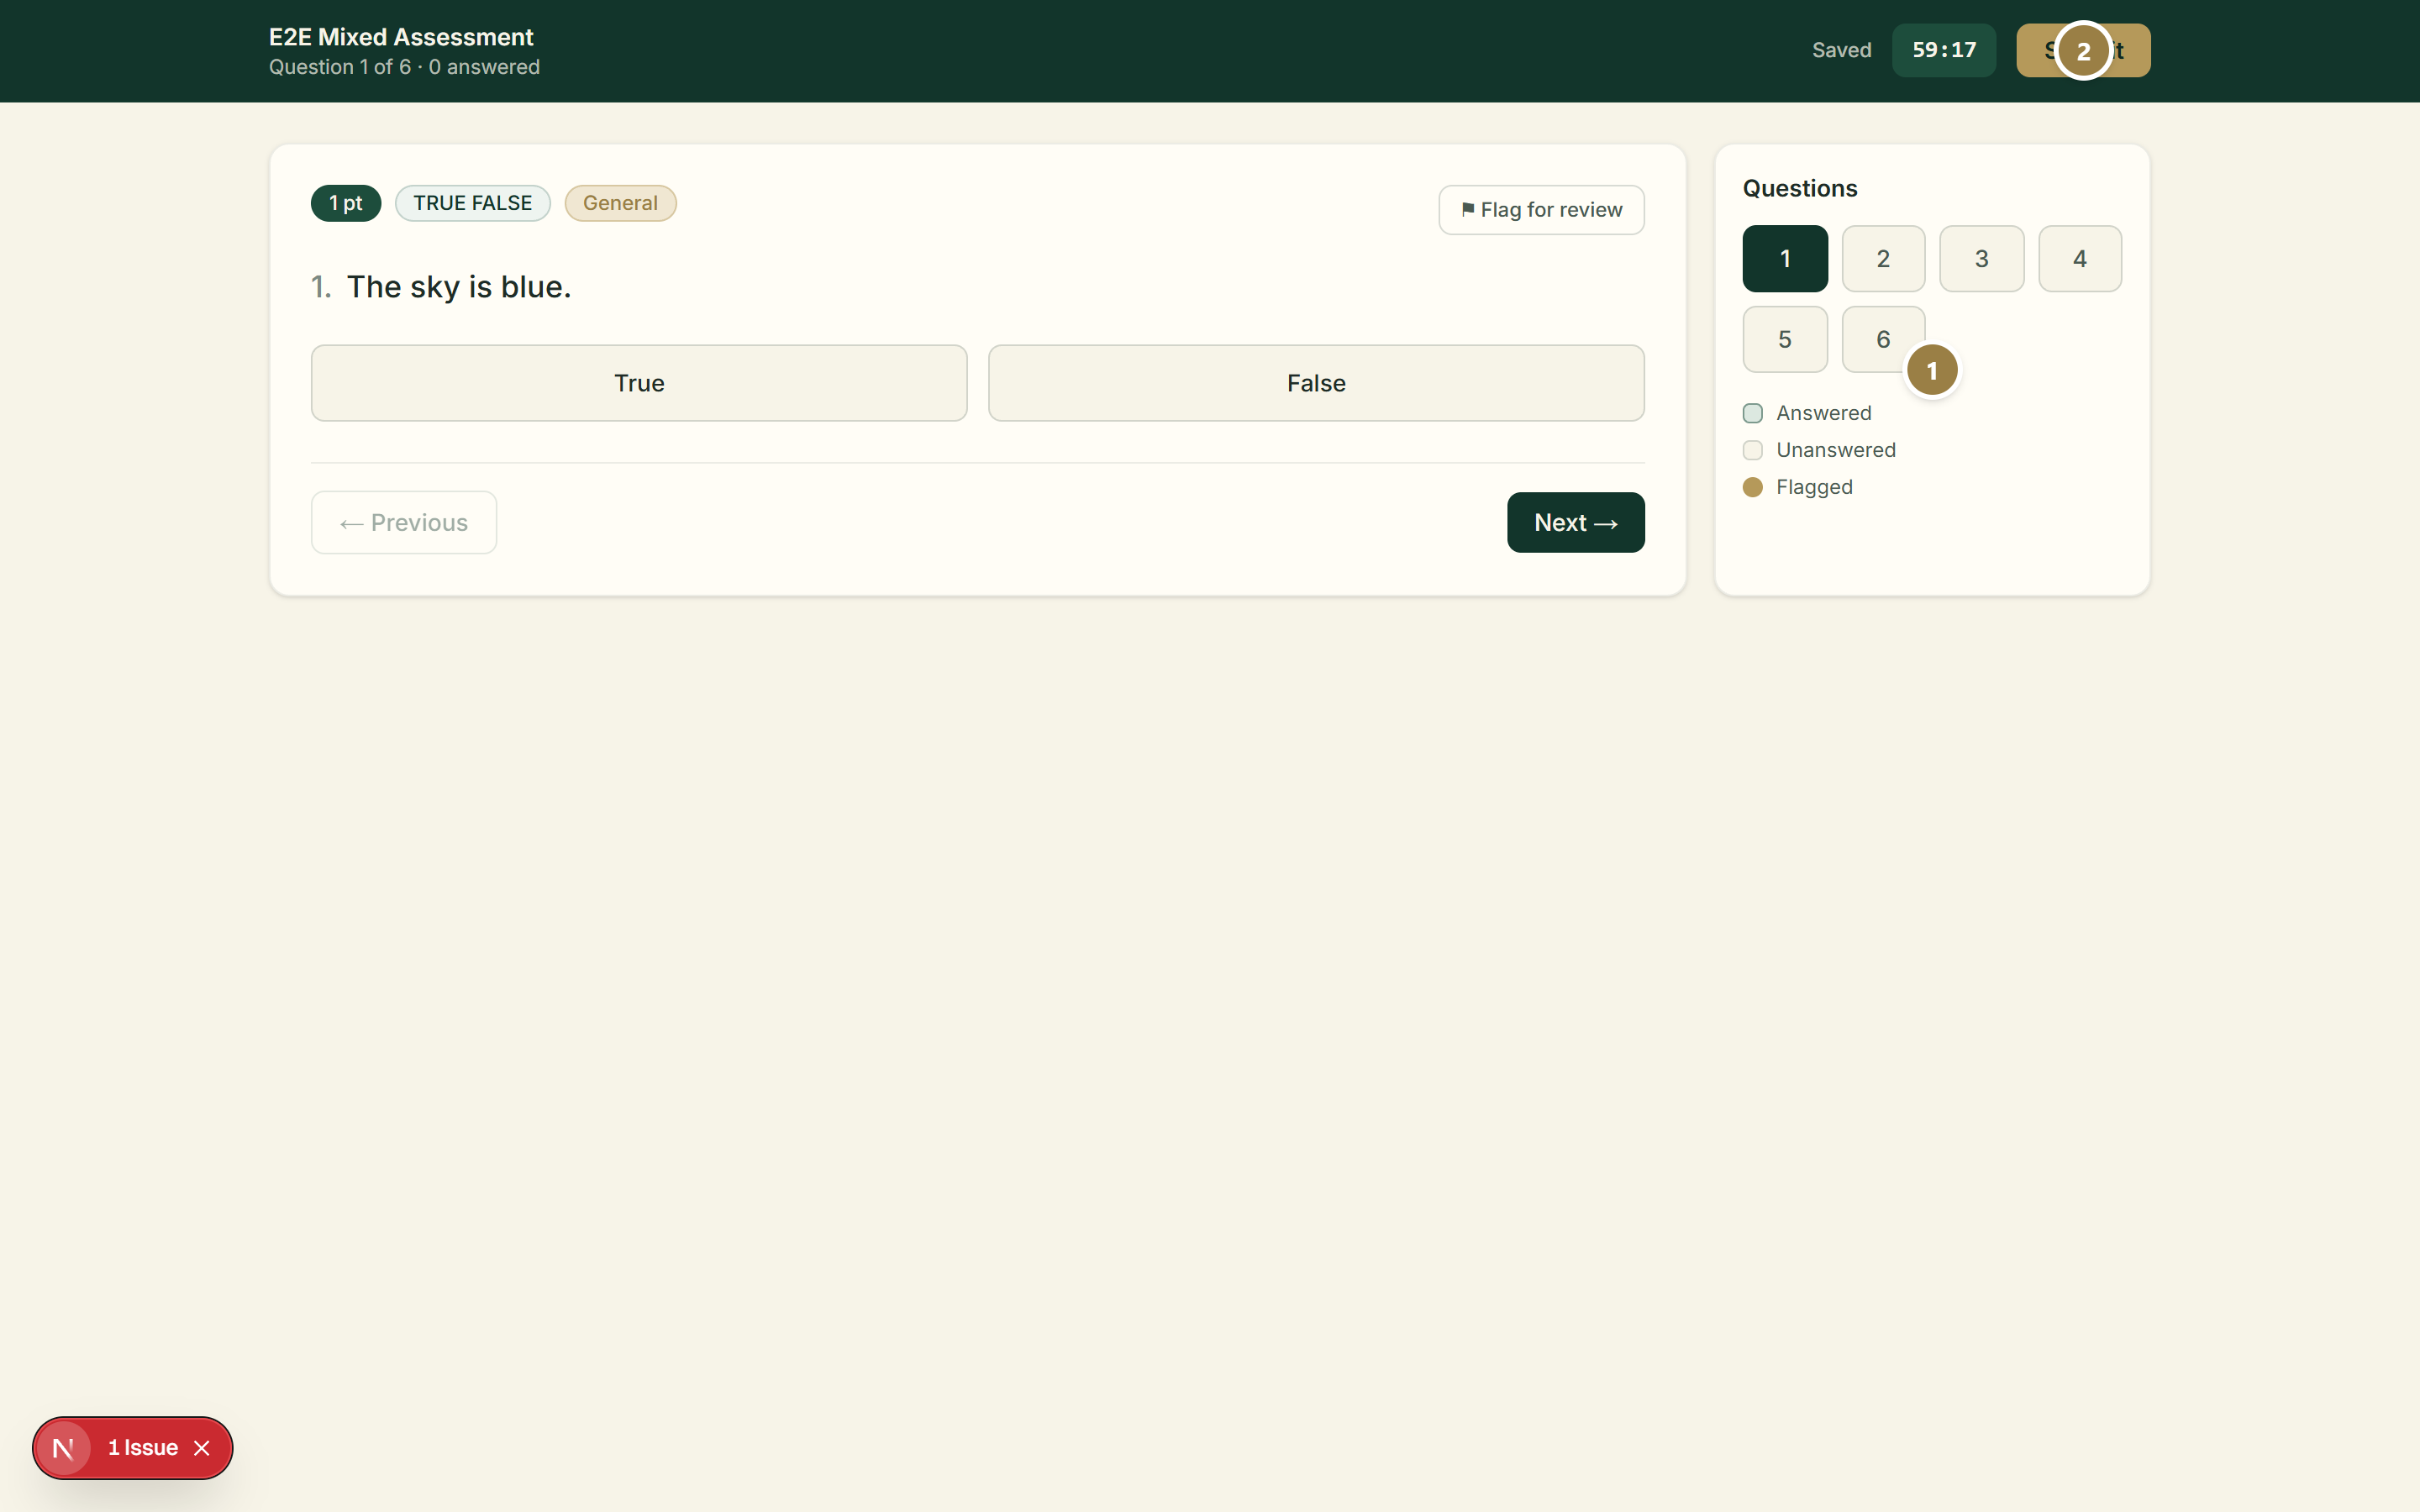 E2E Mixed Assessment
Question 1 of 6 · 0 answered
Saved
59:17
2
1 pt
TRUE FALSE
General
⚑ Flag for review
1. The sky is blue.
True
False
← Previous
Next →
Questions
1
2
3
4
5
6
1
Answered
Unanswered
Flagged
N
1 Issue